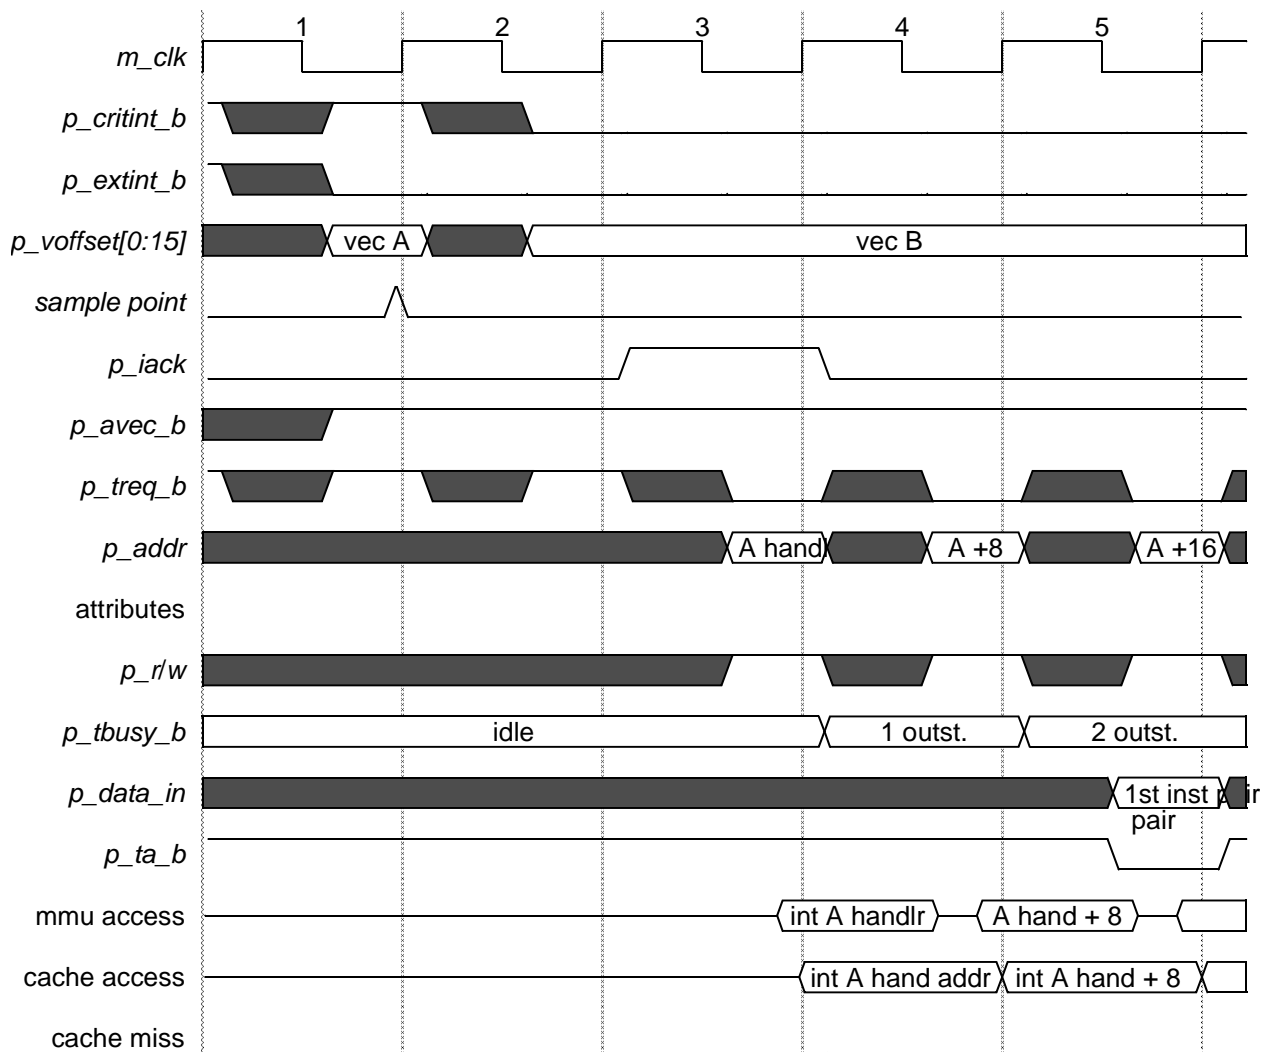 1 2 3 4 5
m_clk
p_critint_b
p_extint_b
p_voffset[0:15] vec A vec B
sample point
p_iack
p_avec_b
p_treq_b
p_addr A handl A +8 A +16
attributes
p_r/w
p_tbusy_b idle 1 outst. 2 outst.
p_data_in 1st inst pair
pair
p_ta_b
mmu access int A handlr A hand + 8
cache access int A hand addr int A hand + 8
cache miss